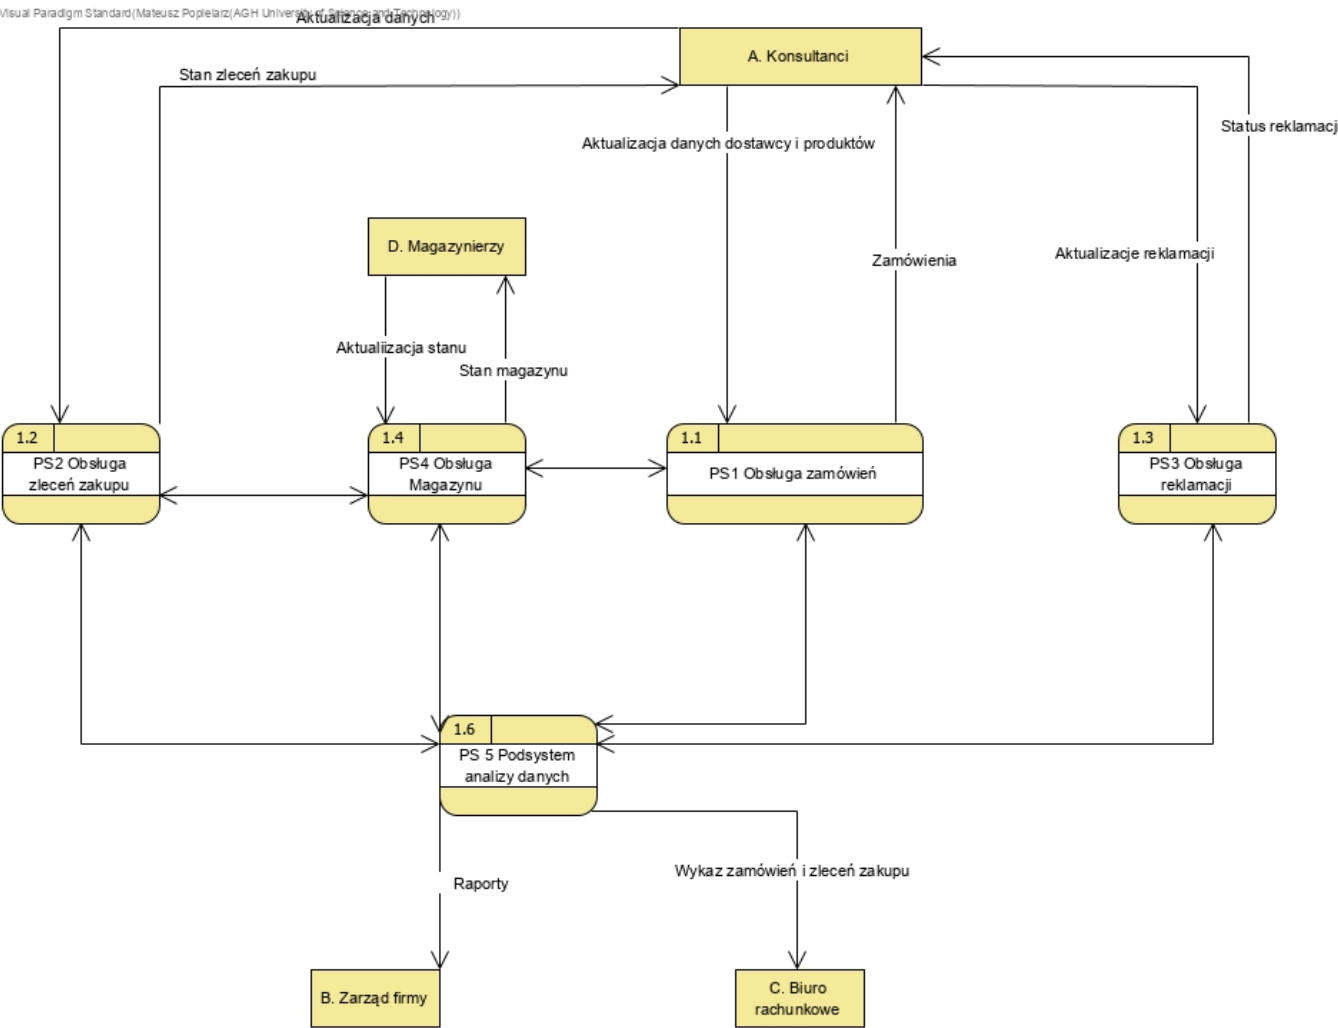 Visual Paradigm Standard(Mateusz Popielarz(AGH University of Science and Technology))
Aktualizacja danych
A. Konsultanci
Stan zleceń zakupu
Status reklamacj
Aktualizacja danych dostawcy i produktów
D. Magazynierzy
Aktualizacje reklamacji
Zamówienia
Aktualiizacja stanu
Stan magazynu
1.2
PS2 Obsługa
zleceń zakupu
1.4
PS4 Obsługa
Magazynu
1.1
PS1 Obsługa zamówień
1.3
PS3 Obsługa
reklamacji
1.6
PS 5 Podsystem
analizy danych
Wykaz zamówień i zleceń zakupu
Raporty
B. Zarząd firmy
C. Biuro
rachunkowe